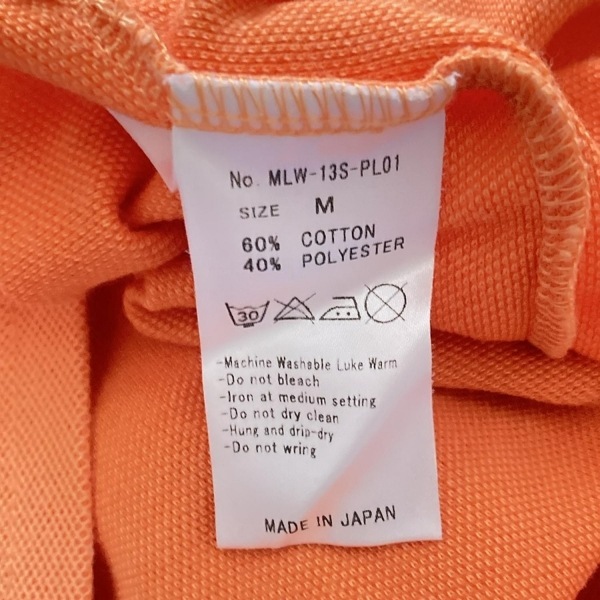 No. MLW-13S-PL01
SIZE M
60% COTTON
40% POLYESTER
30
-Machine Washable Luke Warm
-Do not bleach
-Iron at medium setting
-Do not dry clean
-Hung and drip-dry
-Do not wring
MADE IN JAPAN